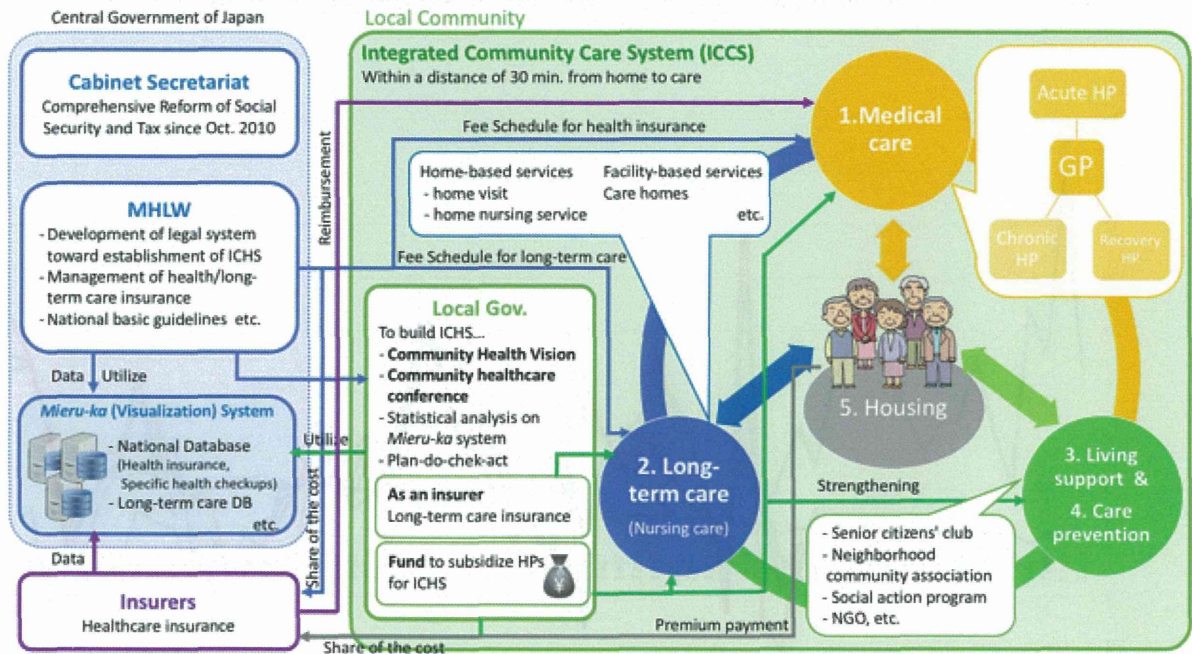 Central Government of Japan
Cabinet Secretariat
Comprehensive Reform of Social
Security and Tax since Oct. 2010
MHLW
- Development of legal system
toward establishment of ICHS
- Management of health/long-
term care insurance
- National basic guidelines etc.
Data
Utilize
Mieru-ka (Visualization) System
- National Database
(Health insurance,
Specific health checkups)
- Long-term care DB
etc.
Data
Insurers
Healthcare insurance
Reimbursement
Share of the cost
Utilize
Local Community
Integrated Community Care System (ICCS)
Within a distance of 30 min. from home to care
Fee Schedule for health insurance
Home-based services
- home visit
- home nursing service
Facility-based services
Care homes
etc.
Fee Schedule for long-term care
Local Gov.
To build ICHS...
- Community Health Vision
- Community healthcare
conference
- Statistical analysis on
Mieru-ka system
- Plan-do-chek-act
As an insurer
Long-term care insurance
Fund to subsidize HPs
for ICHS
¥
1.Medical
care
Acute HP
GP
Chronic
HP
Recovery
HP
5. Housing
2. Long-
term care
(Nursing care)
Strengthening
3. Living
support &
4. Care
prevention
- Senior citizens' club
- Neighborhood
community association
- Social action program
- NGO, etc.
Premium payment
Share of the cost